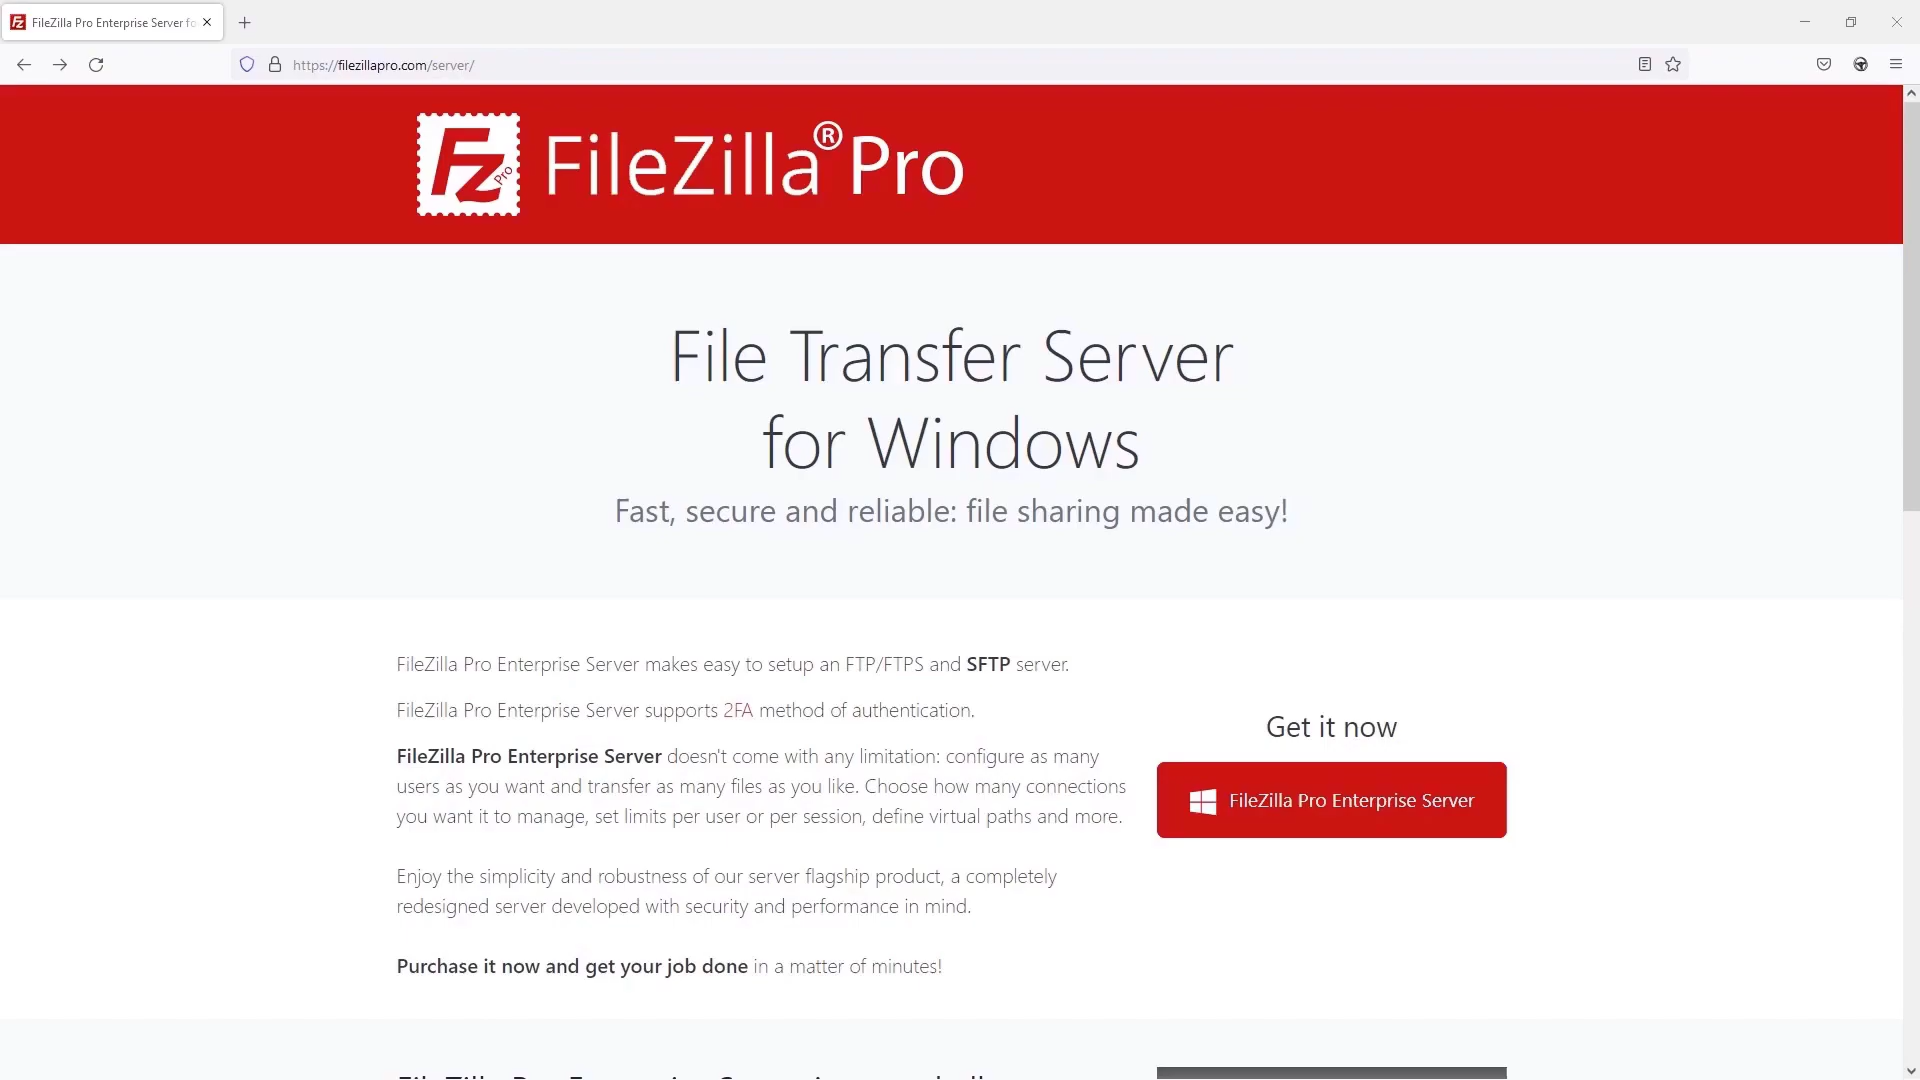 FileZilla Pro Enterprise Server fo
https://filezillapro.com/server/
Fz Pro
FileZilla® Pro
File Transfer Server
for Windows
Fast, secure and reliable: file sharing made easy!
FileZilla Pro Enterprise Server makes easy to setup an FTP/FTPS and SFTP server.
FileZilla Pro Enterprise Server supports 2FA method of authentication.
FileZilla Pro Enterprise Server doesn't come with any limitation: configure as many
users as you want and transfer as many files as you like. Choose how many connections
you want it to manage, set limits per user or per session, define virtual paths and more.
Enjoy the simplicity and robustness of our server flagship product, a completely
redesigned server developed with security and performance in mind.
Purchase it now and get your job done in a matter of minutes!
Get it now
FileZilla Pro Enterprise Server